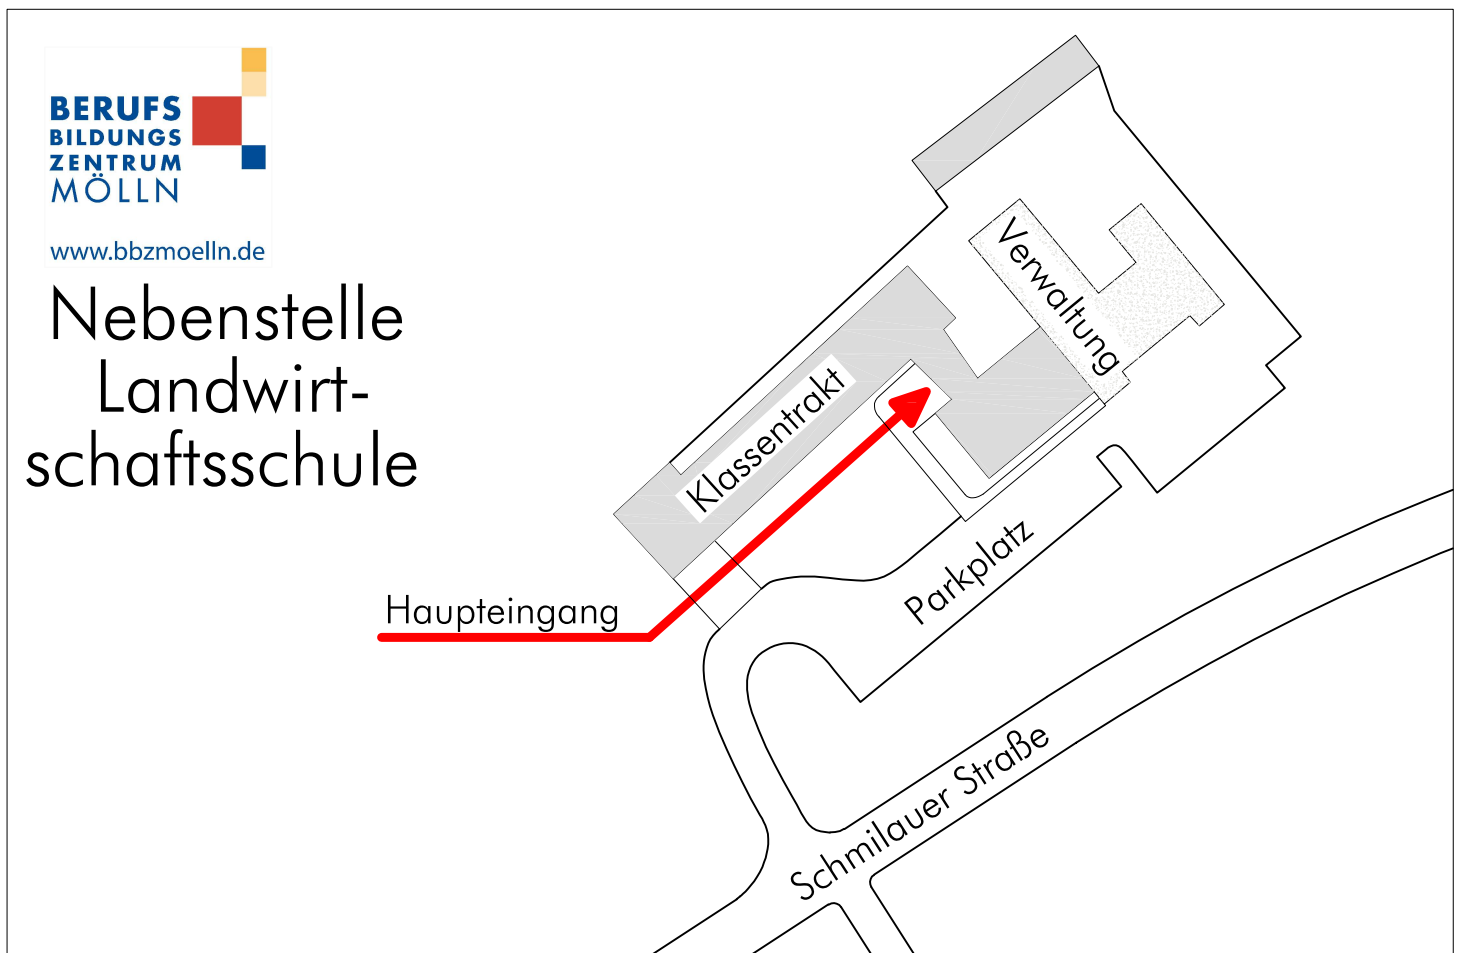 BERUFS
BILDUNGS
ZENTRUM
MÖLLN
www.bbzmoelln.de
Nebenstelle
Landwirt-
schaftsschule
Verwaltung
Klassentrakt
Haupteingang
Parkplatz
Schmilauer Straße